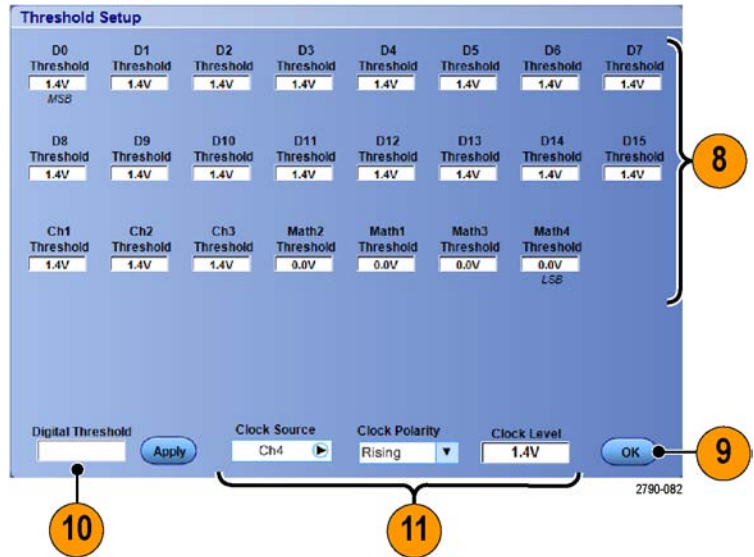 Threshold Setup
D0 D1 D2 D3 D4 D5 D6 D7
Threshold Threshold Threshold Threshold Threshold Threshold Threshold Threshold
1.4V 1.4V 1.4V 1.4V 1.4V 1.4V 1.4V 1.4V
MSB
8
D8 D9 D10 D11 D12 D13 D14 D15
Threshold Threshold Threshold Threshold Threshold Threshold Threshold Threshold
1.4V 1.4V 1.4V 1.4V 1.4V 1.4V 1.4V 1.4V
Ch1 Ch2 Ch3 Math2 Math1 Math3 Math4
Threshold Threshold Threshold Threshold Threshold Threshold Threshold
1.4V 1.4V 1.4V 0.0V 0.0V 0.0V 0.0V
LSB
Digital Threshold Clock Source Clock Polarity Clock Level
Apply Ch4 Rising 1.4V OK 9
2790-082
10 11